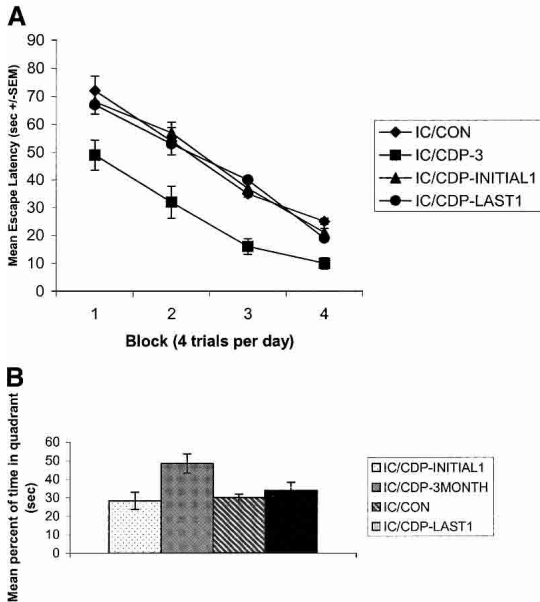 A
Mean Escape Latency (sec +/-SEM)
90
80
70
60
50
40
30
20
10
0
1 2 3 4
Block (4 trials per day)
IC/CON
IC/CDP-3
IC/CDP-INITIAL1
IC/CDP-LAST1
B
Mean percent of time in quadrant
(sec)
60
50
40
30
20
10
0
IC/CDP-INITIAL1
IC/CDP-3MONTH
IC/CON
IC/CDP-LAST1